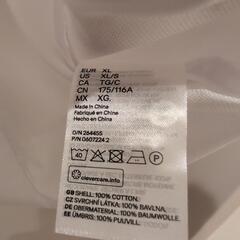 EUR XL
US XL/S
CA TG/C
CN 175/116A
MX XG.
Made in China
Fabriqué en China
Hecho en China
O/N 264455
P/N 0607224 2
40
P
clevercare.info
GB SHELL: 100% COTTON.
CZ SVRCHNÍ LÁTKA: 100% BAVLNA.
DE OBERMATERIAL: 100% BAUMWOLLE.
EE ÜMBRIS: 100% PUUVILL.